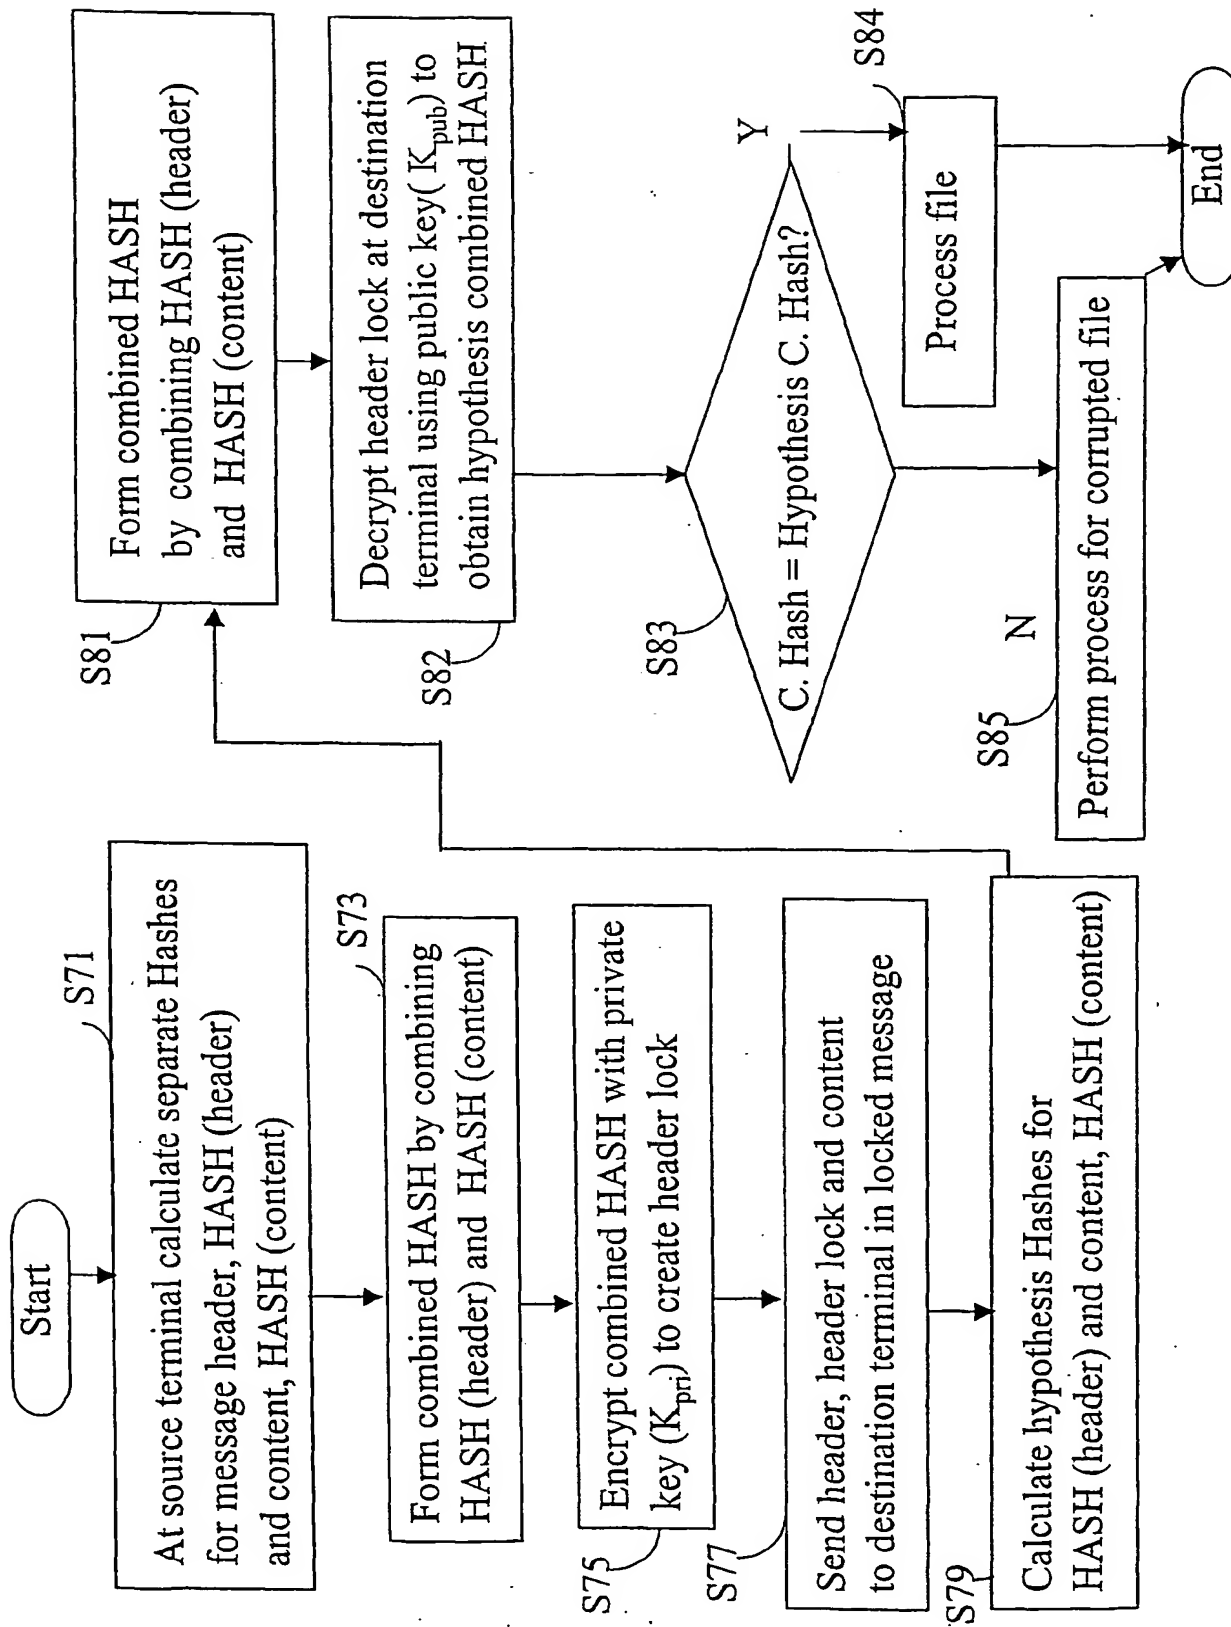 Start
S71
At source terminal calculate separate Hashes
for message header, HASH (header)
and content, HASH (content)
S73
Form combined HASH by combining
HASH (header) and HASH (content)
S75
Encrypt combined HASH with private
key (Kpri) to create header lock
S77
Send header, header lock and content
to destination terminal in locked message
S79
Calculate hypothesis Hashes for
HASH (header) and content, HASH (content)
S81
Form combined HASH
by combining HASH (header)
and HASH (content)
S82
Decrypt header lock at destination
terminal using public key( Kpub) to
obtain hypothesis combined HASH
S83
C. Hash = Hypothesis C. Hash?
Y
S84
Process file
N
S85
Perform process for corrupted file
End